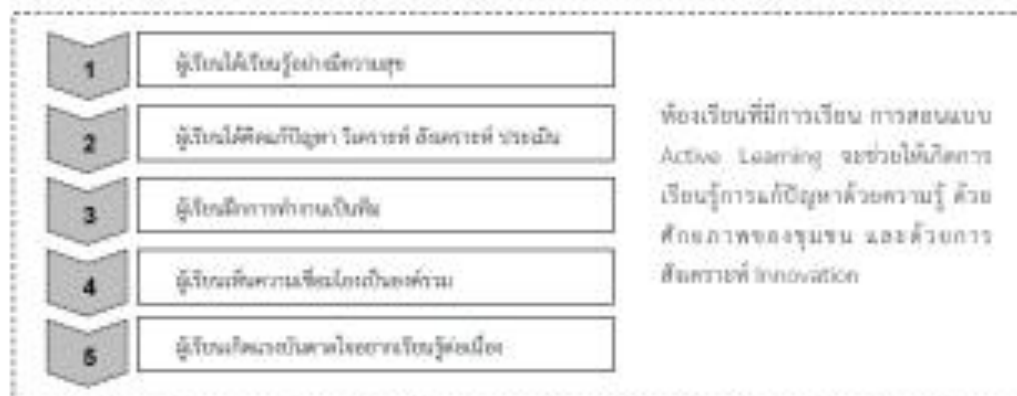 1
ผู้เรียนได้เรียนรู้อย่างมีความสุข
2
ผู้เรียนได้คิดแก้ปัญหา วิเคราะห์ สังเคราะห์ ประเมิน
3
ผู้เรียนฝึกการทำงานเป็นทีม
4
ผู้เรียนเห็นความเชื่อมโยงเป็นองค์รวม
5
ผู้เรียนเกิดแรงบันดาลใจอยากเรียนรู้ต่อเนื่อง
ห้องเรียนที่มีการเรียน การสอนแบบ
Active Learning จะช่วยให้เกิดการ
เรียนรู้การแก้ปัญหาด้วยความรู้ ด้วย
ศักยภาพของชุมชน และด้วยการ
สังเคราะห์ Innovation